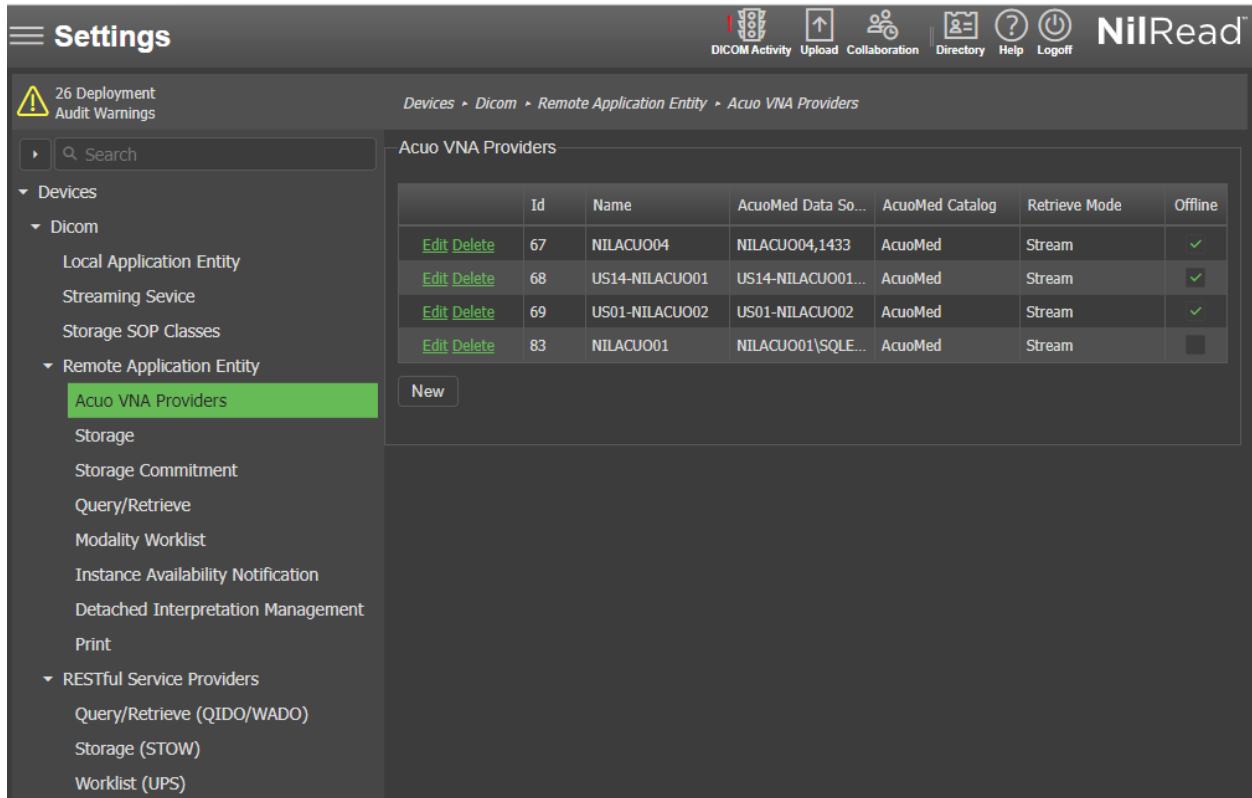 Settings
DICOM Activity Upload Collaboration Directory Help Logoff
NilRead
26 Deployment
Audit Warnings
Devices ▸ Dicom ▸ Remote Application Entity ▸ Acuo VNA Providers
Search
Devices
Dicom
Local Application Entity
Streaming Sevice
Storage SOP Classes
Remote Application Entity
Acuo VNA Providers
Storage
Storage Commitment
Query/Retrieve
Modality Worklist
Instance Availability Notification
Detached Interpretation Management
Print
RESTful Service Providers
Query/Retrieve (QIDO/WADO)
Storage (STOW)
Worklist (UPS)
Acuo VNA Providers
Id Name AcuoMed Data So... AcuoMed Catalog Retrieve Mode Offline
Edit Delete 67 NILACUO04 NILACUO04,1433 AcuoMed Stream
Edit Delete 68 US14-NILACUO01 US14-NILACUO01... AcuoMed Stream
Edit Delete 69 US01-NILACUO02 US01-NILACUO02 AcuoMed Stream
Edit Delete 83 NILACUO01 NILACUO01\SQLE... AcuoMed Stream
New